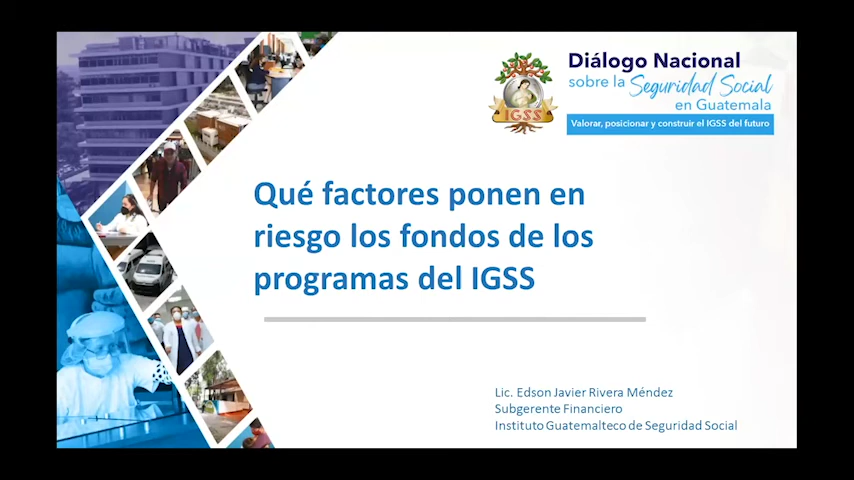 Diálogo Nacional
sobre la Seguridad Social
en Guatemala
Valorar, posicionar y construir el IGSS del futuro
IGSS
Qué factores ponen en
riesgo los fondos de los
programas del IGSS
Lic. Edson Javier Rivera Méndez
Subgerente Financiero
Instituto Guatemalteco de Seguridad Social